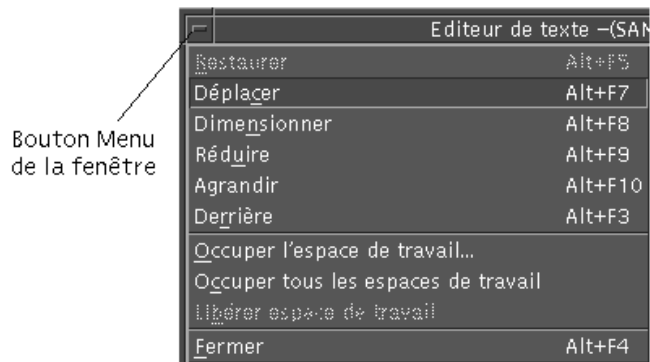 Editeur de texte –(SAN
Restaurer Alt+F5
Déplacer Alt+F7
Dimensionner Alt+F8
Réduire Alt+F9
Agrandir Alt+F10
Derrière Alt+F3
Occuper l'espace de travail...
Occuper tous les espaces de travail
Libérer espace de travail
Fermer Alt+F4
Bouton Menu
de la fenêtre